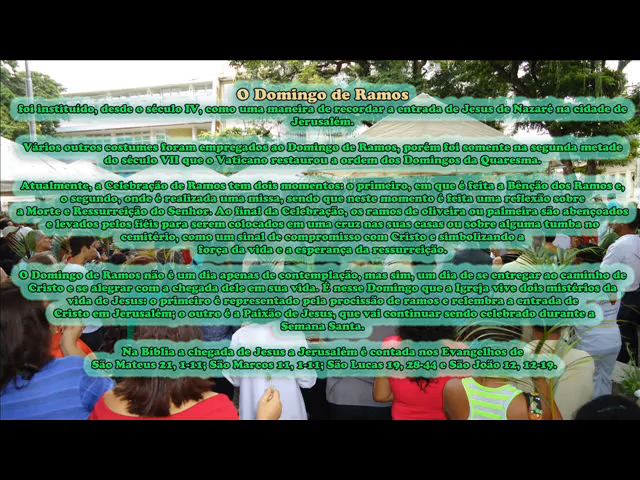 O Domingo de Ramos
foi instituído, desde o século IV, como uma maneira de recordar a entrada de Jesus de Nazaré na cidade de
Jerusalém.
Vários outros costumes foram empregados ao Domingo de Ramos, porém foi somente na segunda metade
do século VII que o Vaticano restaurou a ordem dos Domingos da Quaresma.
Atualmente, a Celebração de Ramos tem dois momentos: o primeiro, em que é feita a Bênção dos Ramos e,
o segundo, onde é realizada uma missa, sendo que neste momento é feita uma reflexão sobre
a Morte e Ressurreição do Senhor. Ao final da Celebração, os ramos de oliveira ou palmeira são abençoados
e levados pelos fiéis para serem colocados em uma cruz nas suas casas ou sobre alguma tumba no
cemitério, como um sinal de compromisso com Cristo e simbolizando a
força da vida e a esperança da ressurreição.
O Domingo de Ramos não é um dia apenas de contemplação, mas sim, um dia de se entregar ao caminho de
Cristo e se alegrar com a chegada dele em sua vida. É nesse Domingo que a Igreja vive dois mistérios da
vida de Jesus: o primeiro é representado pela procissão de ramos e relembra a entrada de
Cristo em Jerusalém; o outro é a Paixão de Jesus, que vai continuar sendo celebrado durante a
Semana Santa.
Na Bíblia a chegada de Jesus a Jerusalém é contada nos Evangelhos de
São Mateus 21, 1-11; São Marcos 11, 1-11; São Lucas 19, 28-44 e São João 12, 12-19.